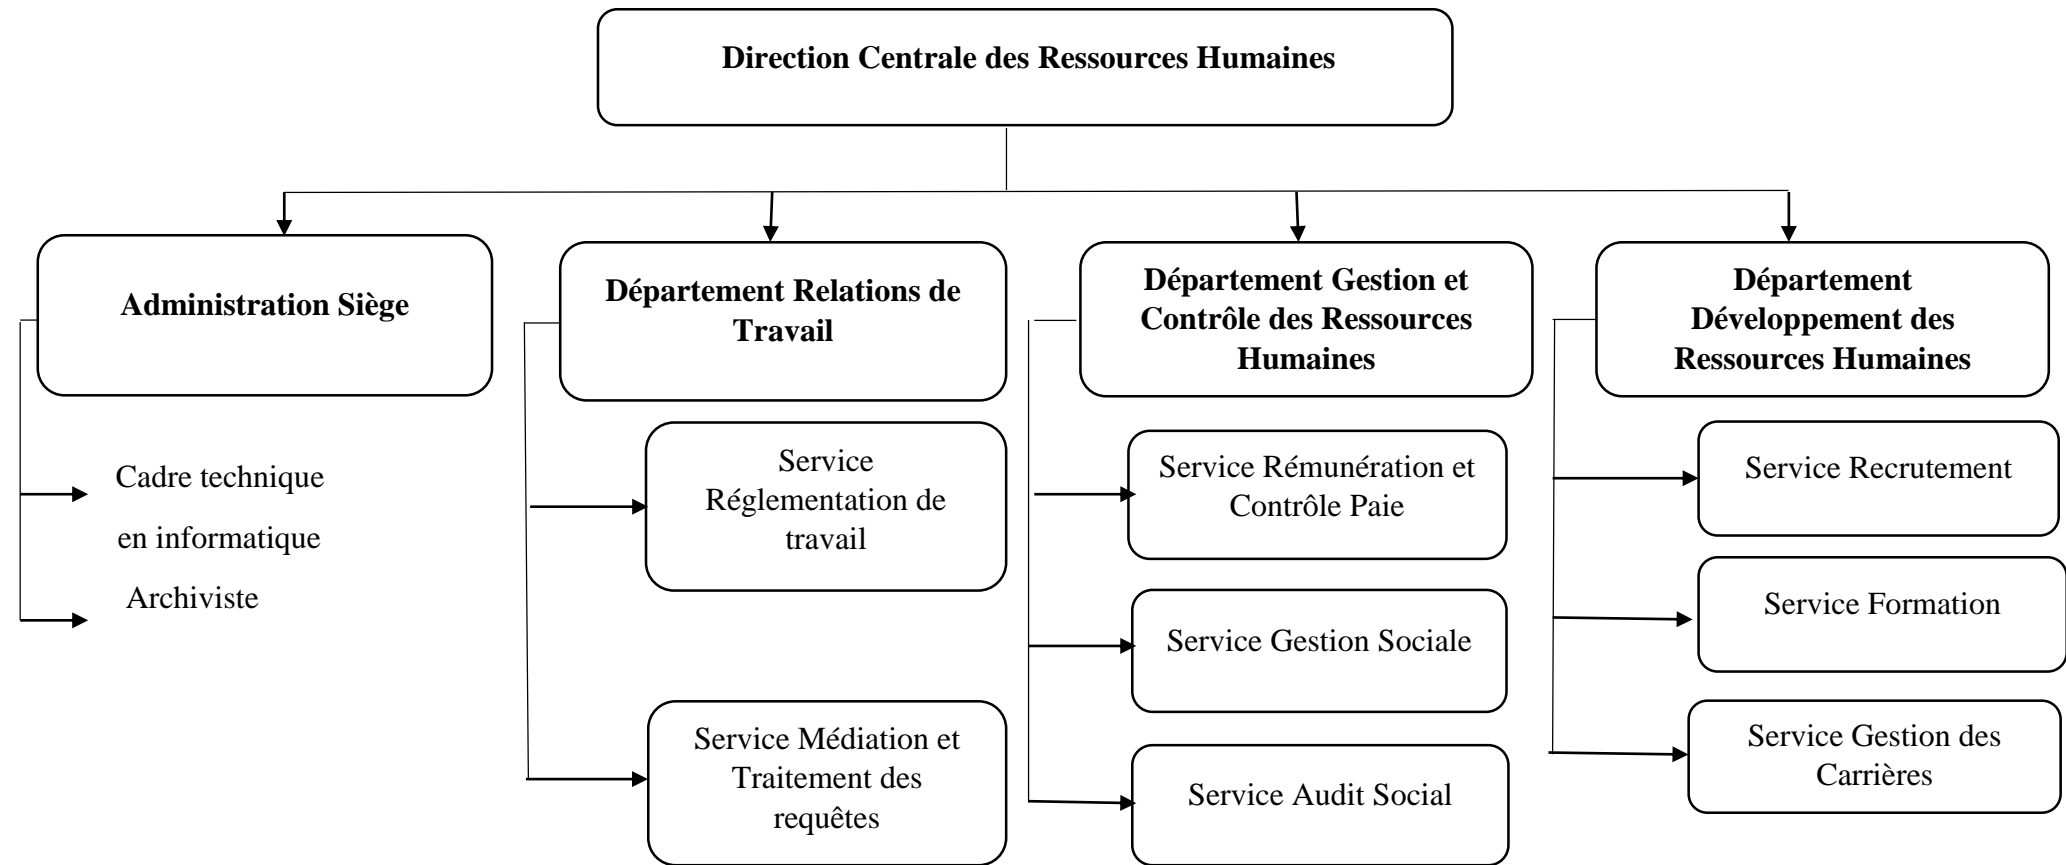 Direction Centrale des Ressources Humaines
Administration Siège
Cadre technique
en informatique
Archiviste
Département Relations de
Travail
Service
Réglementation de
travail
Service Médiation et
Traitement des
requêtes
Département Gestion et
Contrôle des Ressources
Humaines
Service Rémunération et
Contrôle Paie
Service Gestion Sociale
Service Audit Social
Département
Développement des
Ressources Humaines
Service Recrutement
Service Formation
Service Gestion des
Carrières